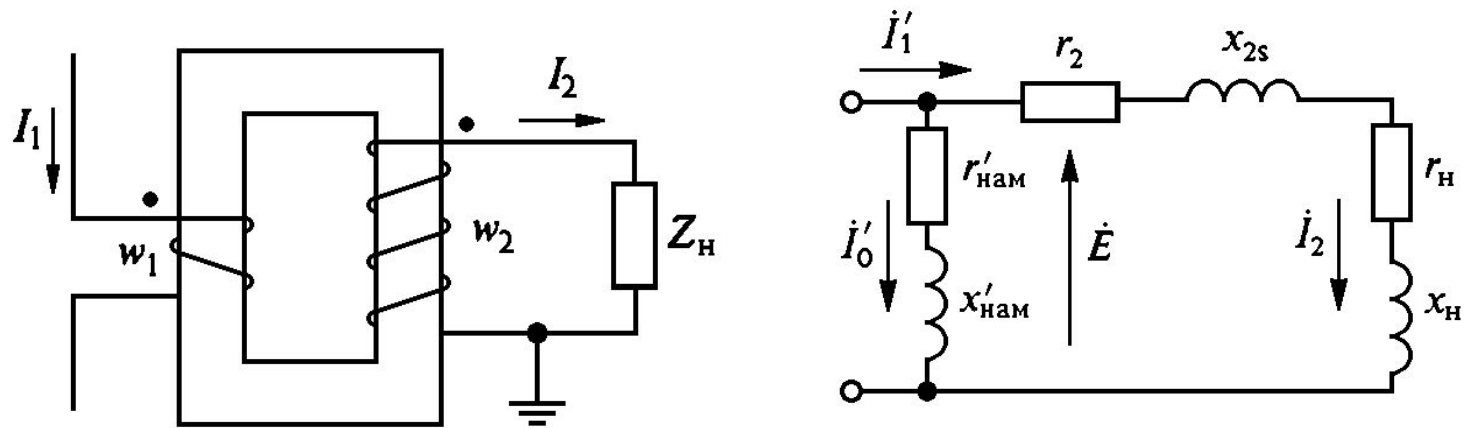 I₁
w₁
w₂
I₂
Zн
İ₁′
r₂
x₂ₛ
r′нам
İ₀′
x′нам
Ė
İ₂
rн
xн